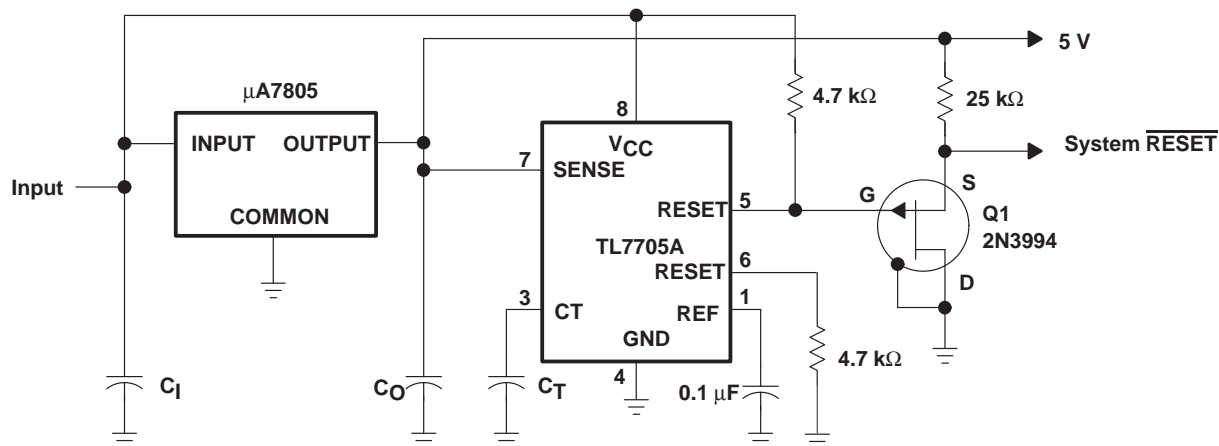 5 V
μA7805
4.7 kΩ
25 kΩ
8
INPUT OUTPUT
VCC
System RESET
7
SENSE
Input
S
G
5
COMMON
RESET
Q1
2N3994
TL7705A
6
RESET
D
3
1
CT
REF
GND
4
4.7 kΩ
CI
CO
CT
0.1 μF